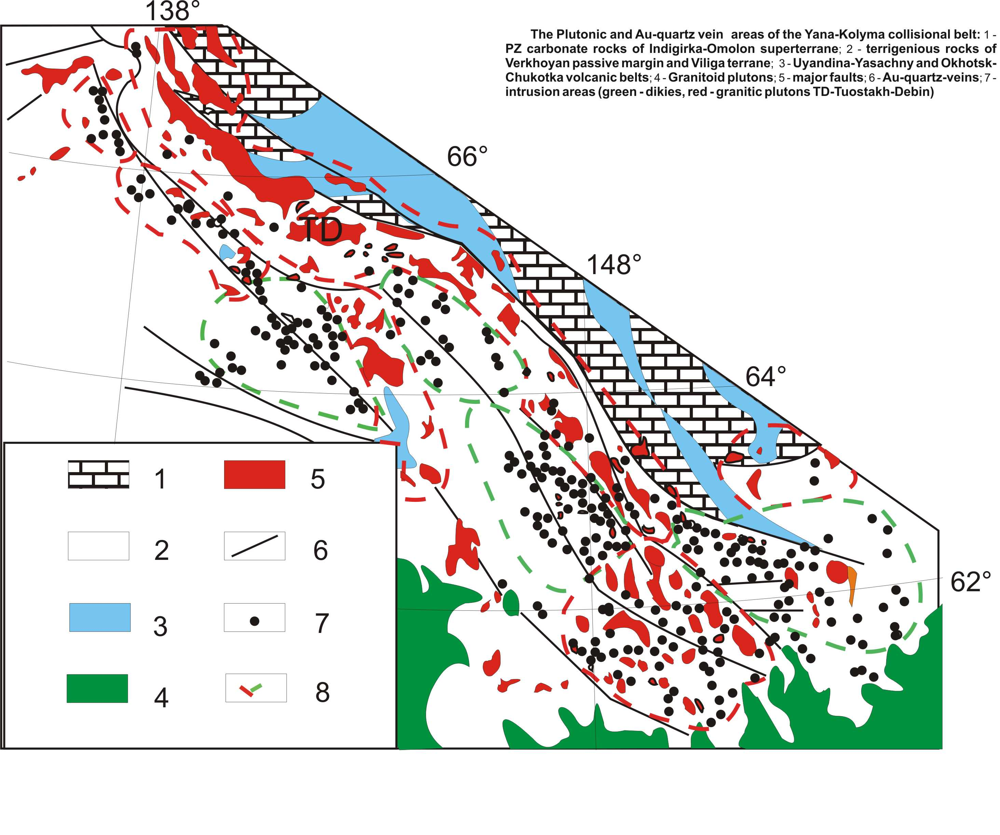 138°
The Plutonic and Au-quartz vein areas of the Yana-Kolyma collisional belt: 1 -
PZ carbonate rocks of Indigirka-Omolon superterrane; 2 - terrigenious rocks of
Verkhoyan passive margin and Viliga terrane; 3 - Uyandina-Yasachny and Okhotsk-
Chukotka volcanic belts; 4 - Granitoid plutons; 5 - major faults; 6 - Au-quartz-veins; 7 -
intrusion areas (green - dikies, red - granitic plutons TD-Tuostakh-Debin)
66°
TD
148°
64°
62°
1
5
2
6
3
7
4
8